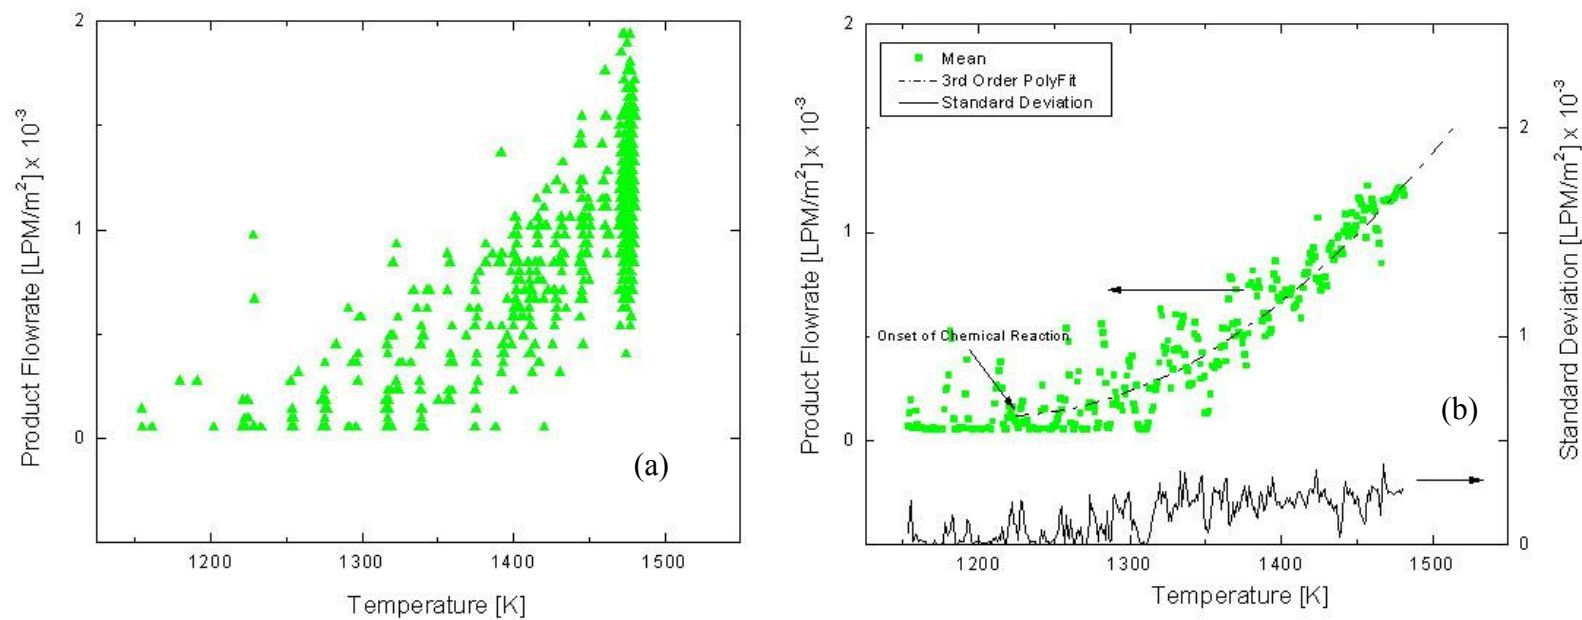 2
1
0
1200
1300
1400
1500
Product Flowrate [LPM/m²] x 10⁻³
Temperature [K]
(a)
2
1
0
1200
1300
1400
1500
Product Flowrate [LPM/m²] x 10⁻³
Temperature [K]
Mean
3rd Order PolyFit
Standard Deviation
Onset of Chemical Reaction
(b)
2
1
0
Standard Deviation [LPM/m²] x 10⁻³